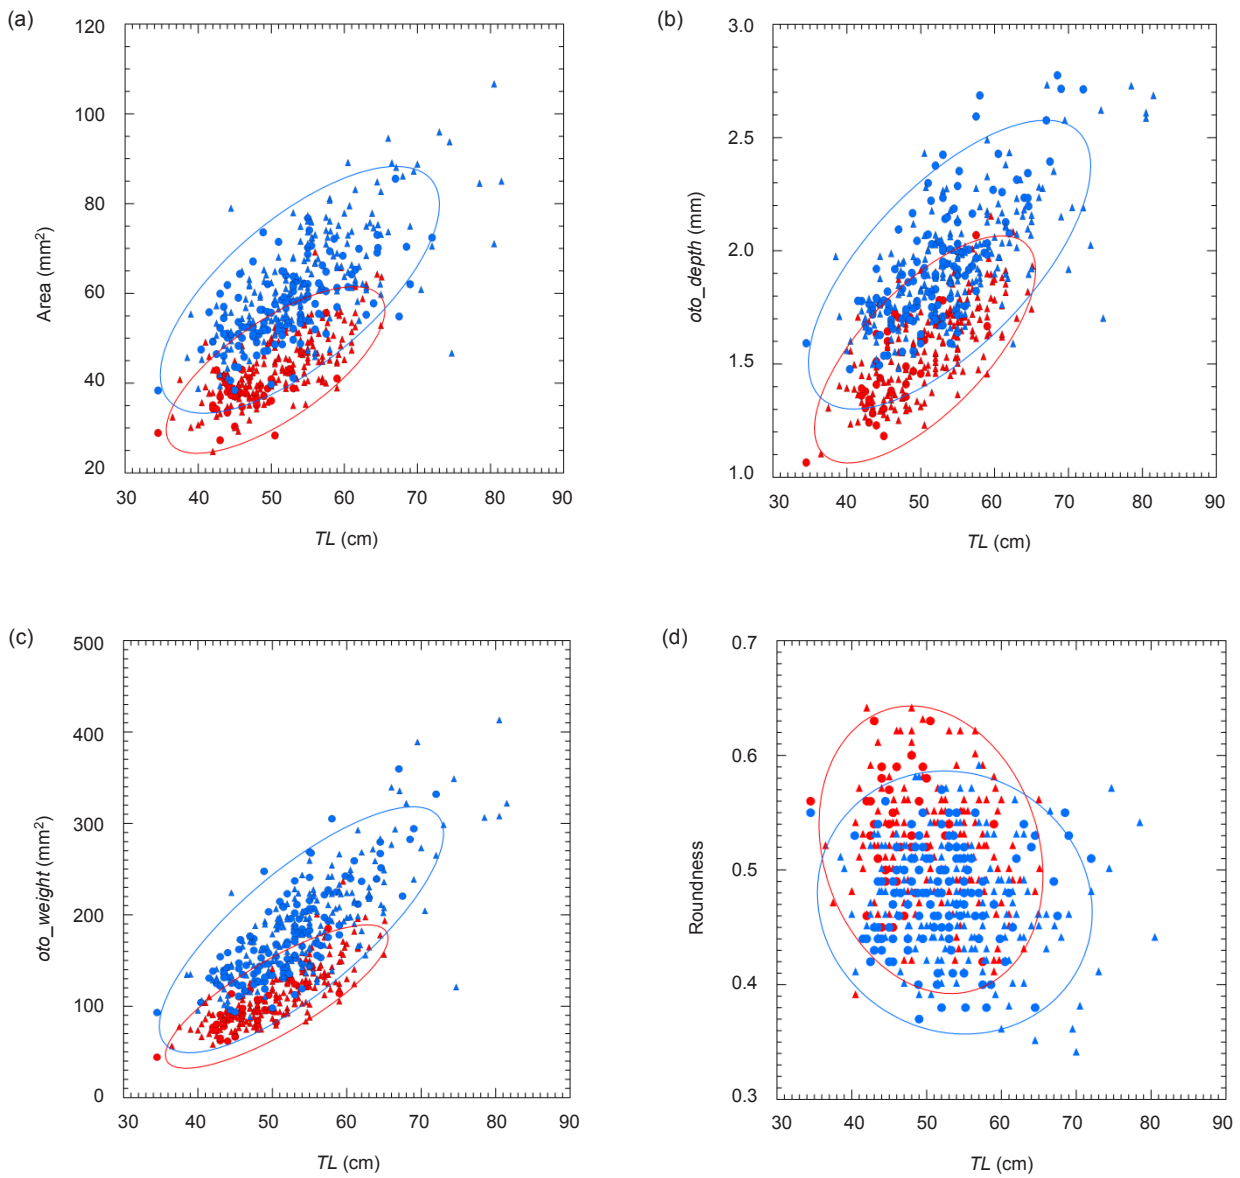 (a)
120
100
80
60
40
20
Area (mm²)
30 40 50 60 70 80 90
TL (cm)
(b)
3.0
2.5
2.0
1.5
1.0
oto_depth (mm)
30 40 50 60 70 80 90
TL (cm)
(c)
500
400
300
200
100
0
oto_weight (mm²)
30 40 50 60 70 80 90
TL (cm)
(d)
0.7
0.6
0.5
0.4
0.3
Roundness
30 40 50 60 70 80 90
TL (cm)